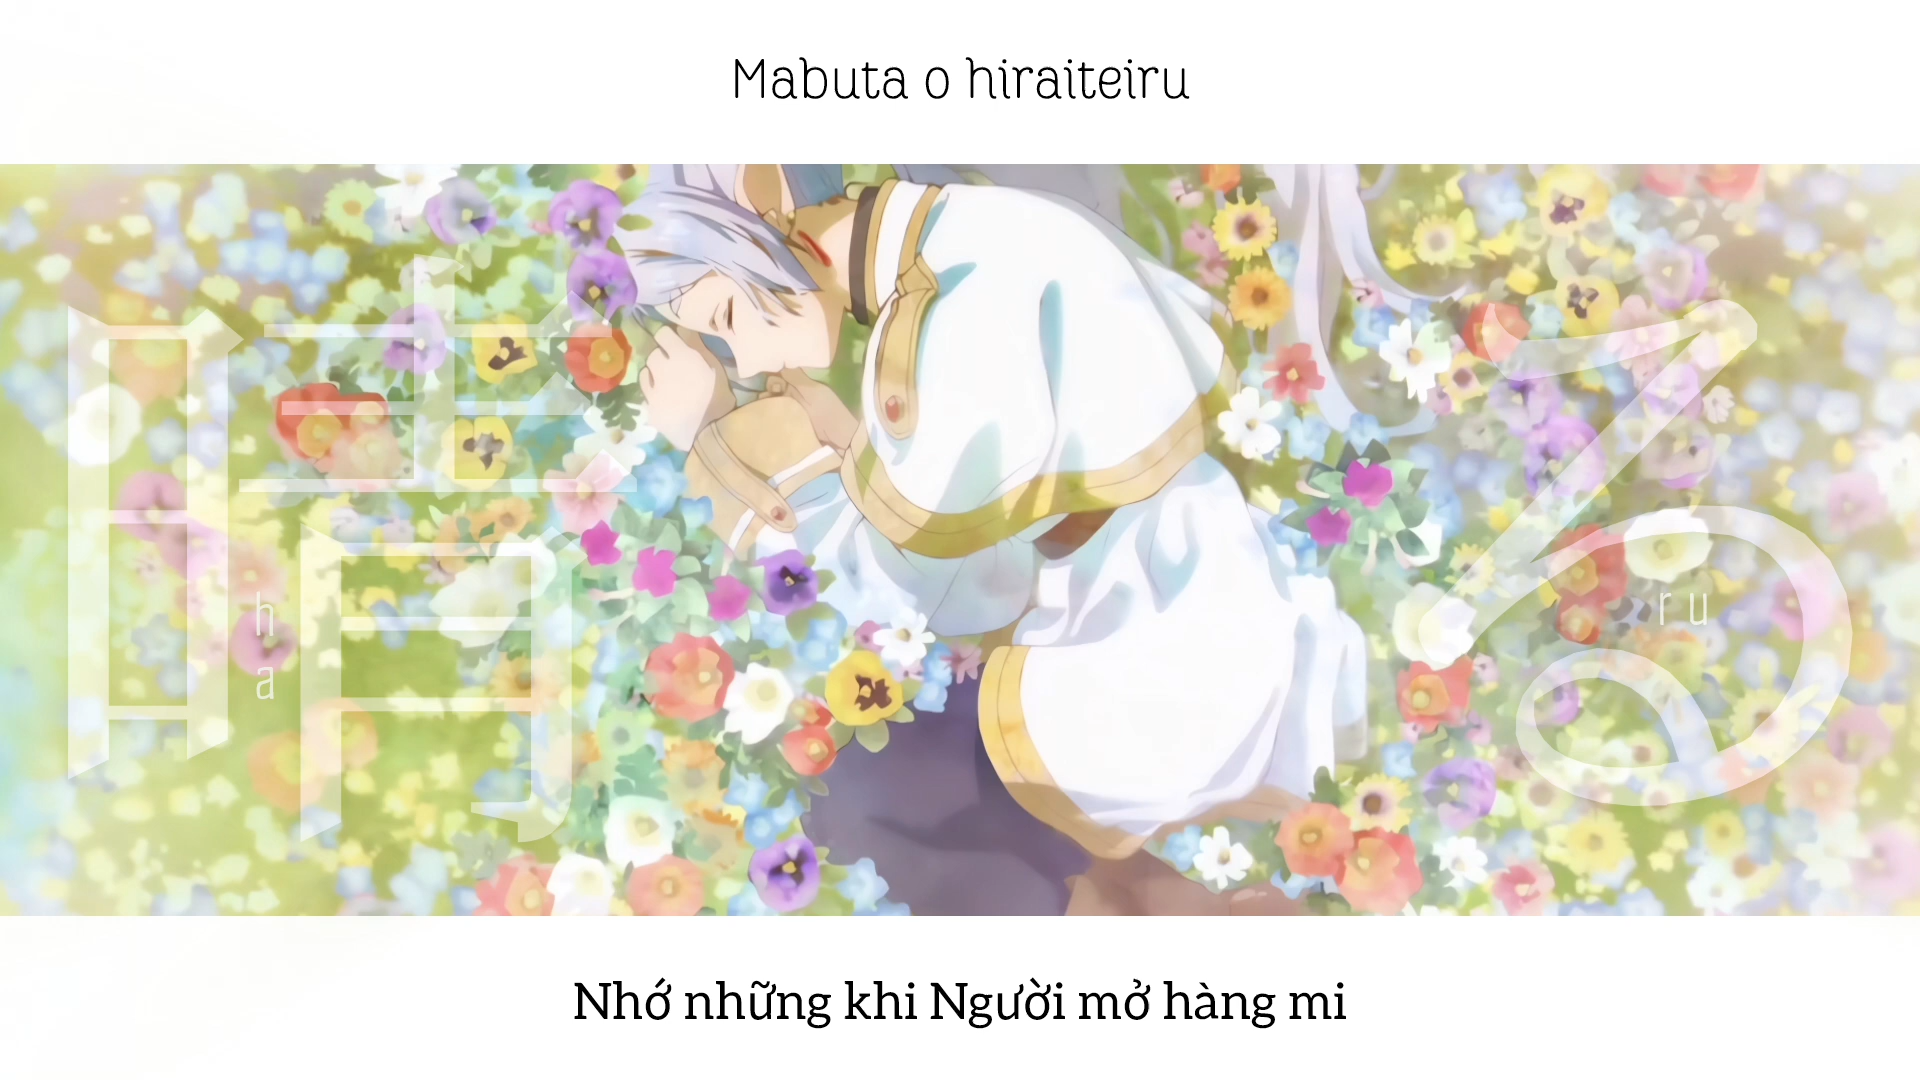 Mabuta o hiraiteiru
晴る
ha
ru
Nhớ những khi Người mở hàng mi